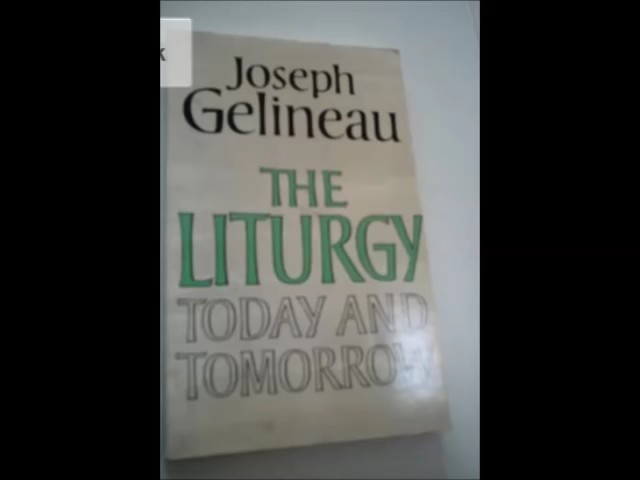 Joseph
Gelineau
THE
LITURGY
TODAY AND
TOMORROW